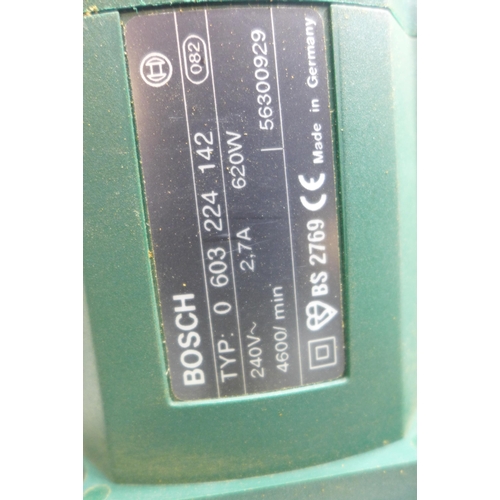 BOSCH
TYP: 0 603 224 142 082
240V~ 2,7A 620W
4600/min | 56300929
BS 2769 CE Made in Germany